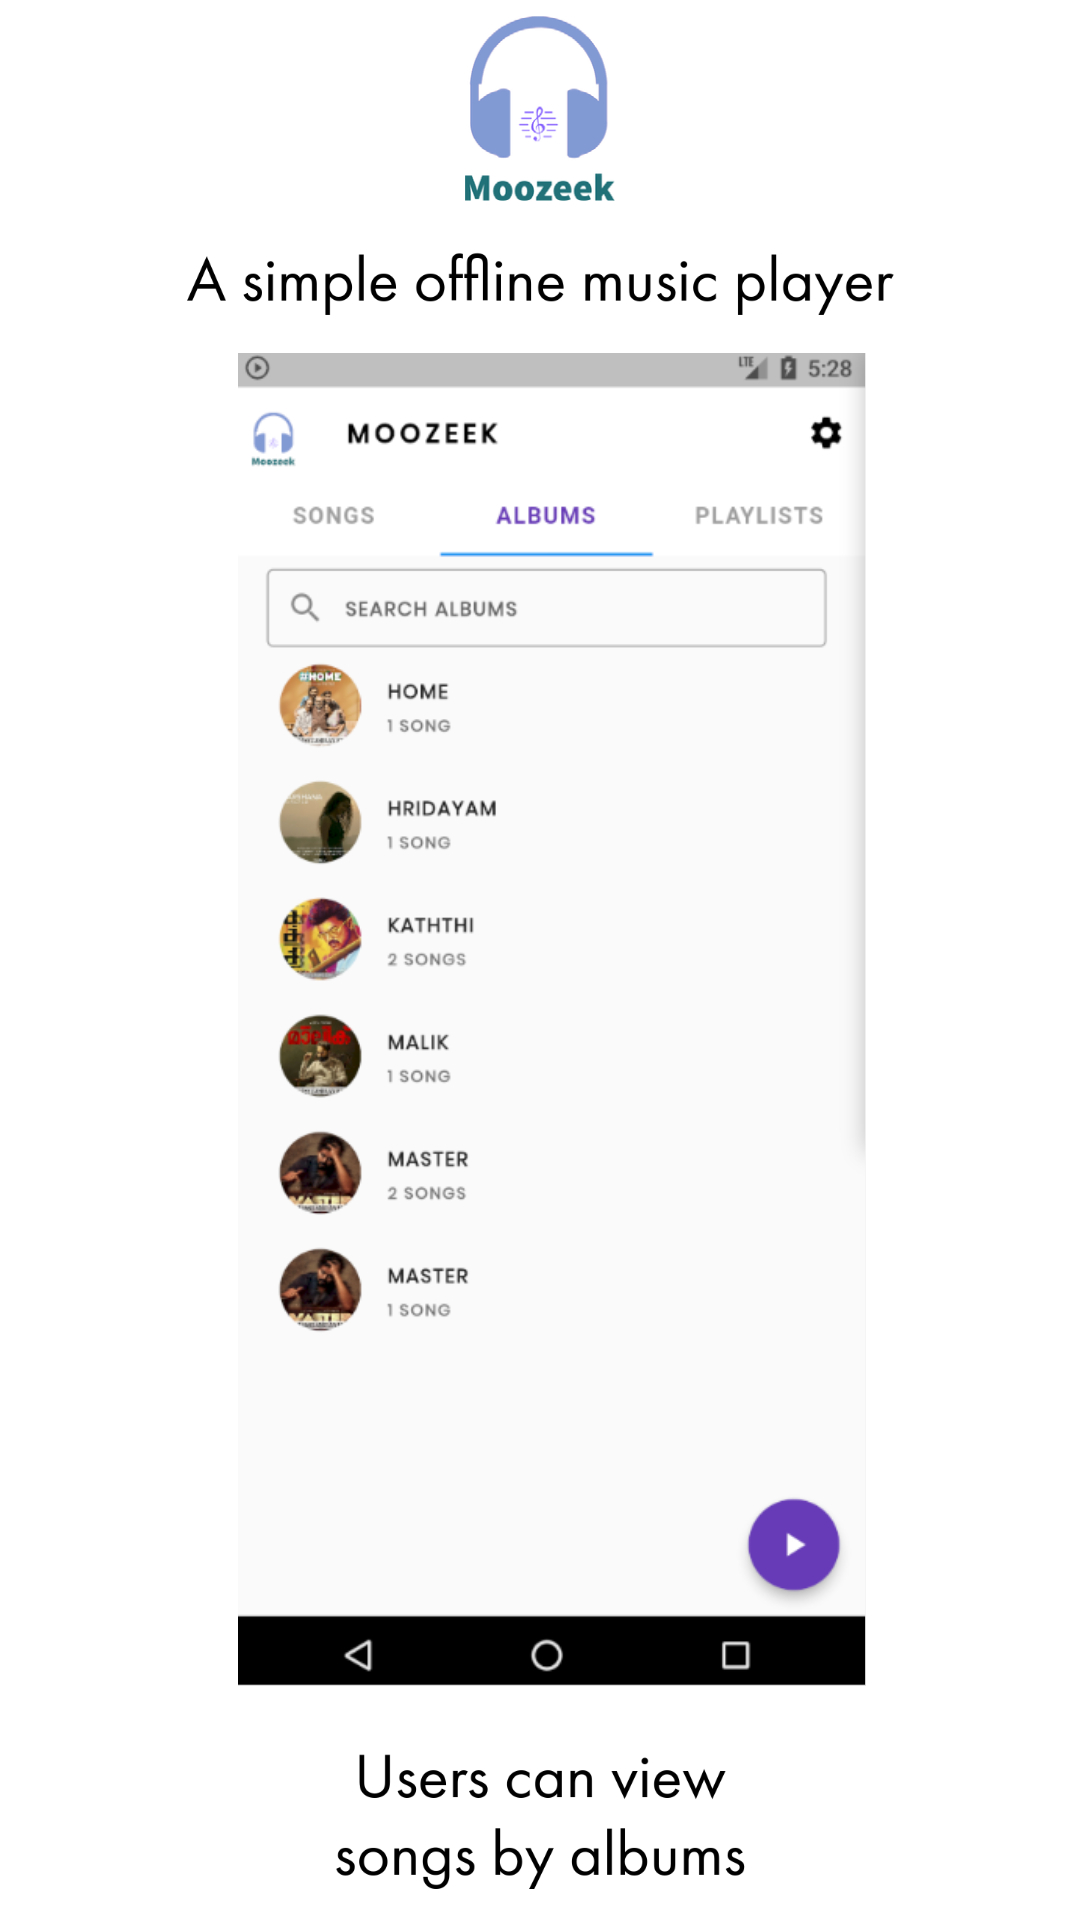 Moozeek
A simple offline music player
LTE 5:28
Moozeek
MOOZEEK
SONGS ALBUMS PLAYLISTS
SEARCH ALBUMS
#HOME
HOME
1 SONG
HRIDAYAM
1 SONG
KATHTHI
2 SONGS
മാലിക്
MALIK
1 SONG
MASTER
2 SONGS
MASTER
1 SONG
Users can view
songs by albums